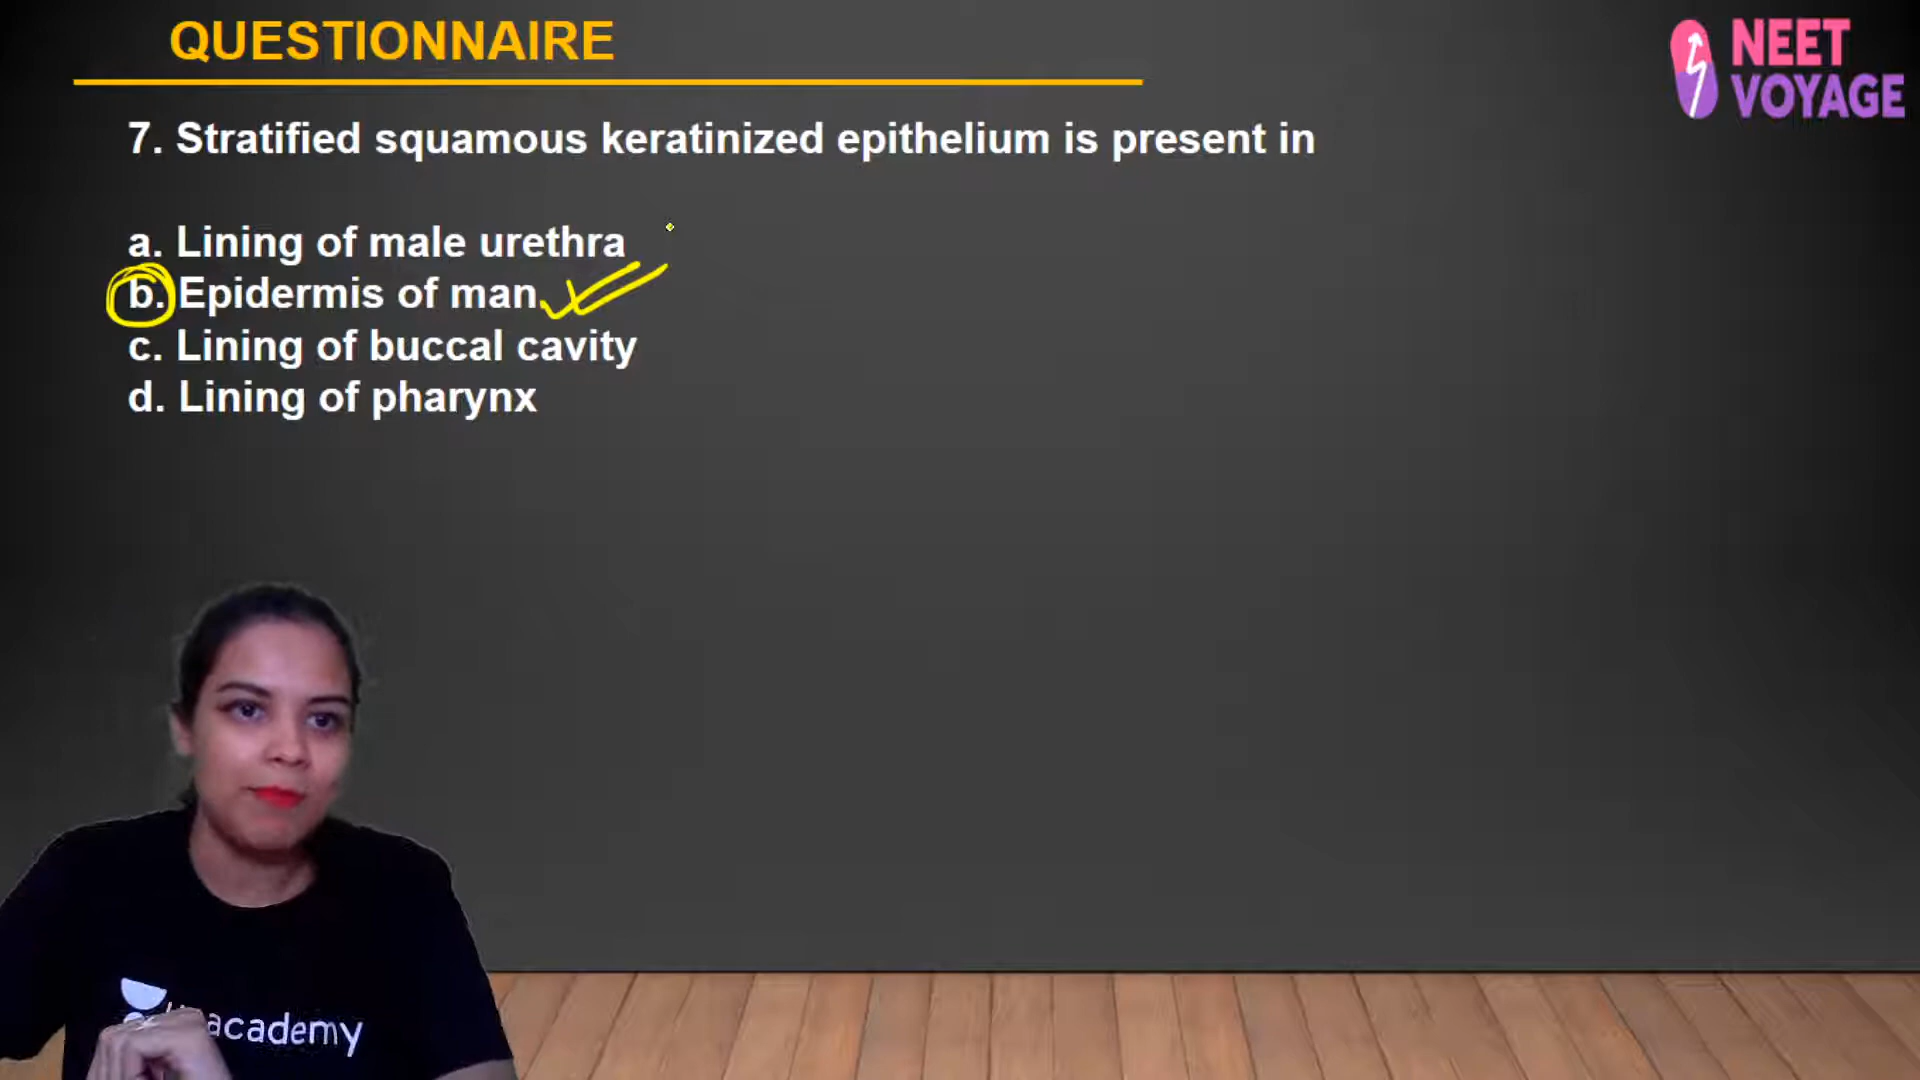 QUESTIONNAIRE
NEET
VOYAGE
7. Stratified squamous keratinized epithelium is present in
a. Lining of male urethra
b. Epidermis of man
c. Lining of buccal cavity
d. Lining of pharynx